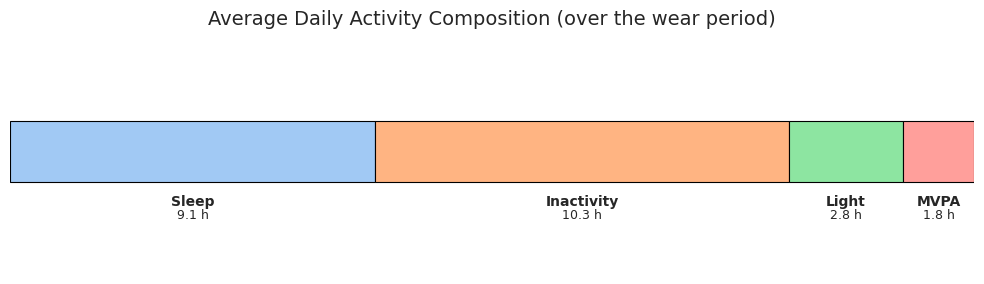 Average Daily Activity Composition (over the wear period)
Sleep
9.1 h
Inactivity
10.3 h
Light
2.8 h
MVPA
1.8 h